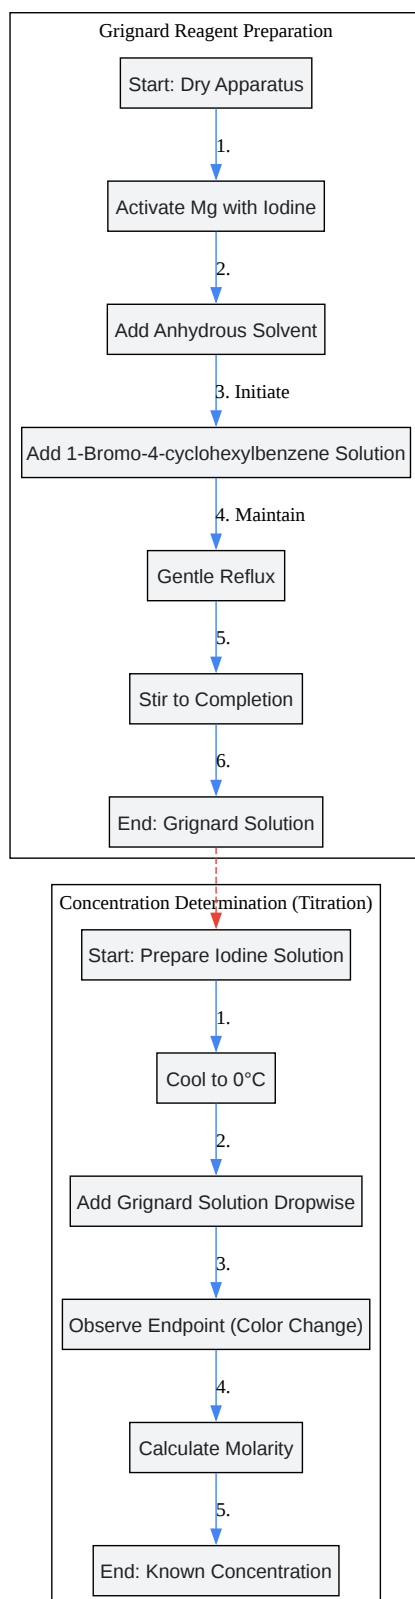 Grignard Reagent Preparation
Start: Dry Apparatus
1.
Activate Mg with Iodine
2.
Add Anhydrous Solvent
3. Initiate
Add 1-Bromo-4-cyclohexylbenzene Solution
4. Maintain
Gentle Reflux
5.
Stir to Completion
6.
End: Grignard Solution
Concentration Determination (Titration)
Start: Prepare Iodine Solution
1.
Cool to 0°C
2.
Add Grignard Solution Dropwise
3.
Observe Endpoint (Color Change)
4.
Calculate Molarity
5.
End: Known Concentration